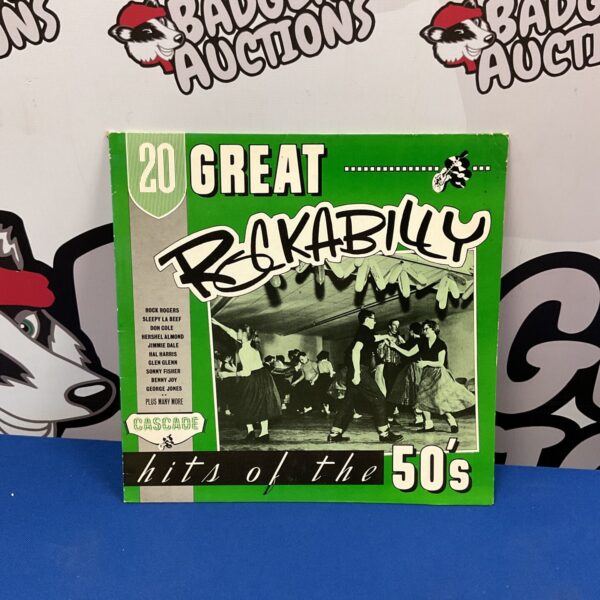 BADGER
AUCTIONS
BADGER
AUCTIONS
20 GREAT
ROCKABILLY
ROCK ROGERS
SLEEPY LA BEEF
DON COLE
HERSHEL ALMOND
JIMMIE DALE
HAL HARRIS
GLEN GLENN
SONNY FISHER
BENNY JOY
GEORGE JONES
PLUS MANY MORE
CASCADE
hits of the 50's